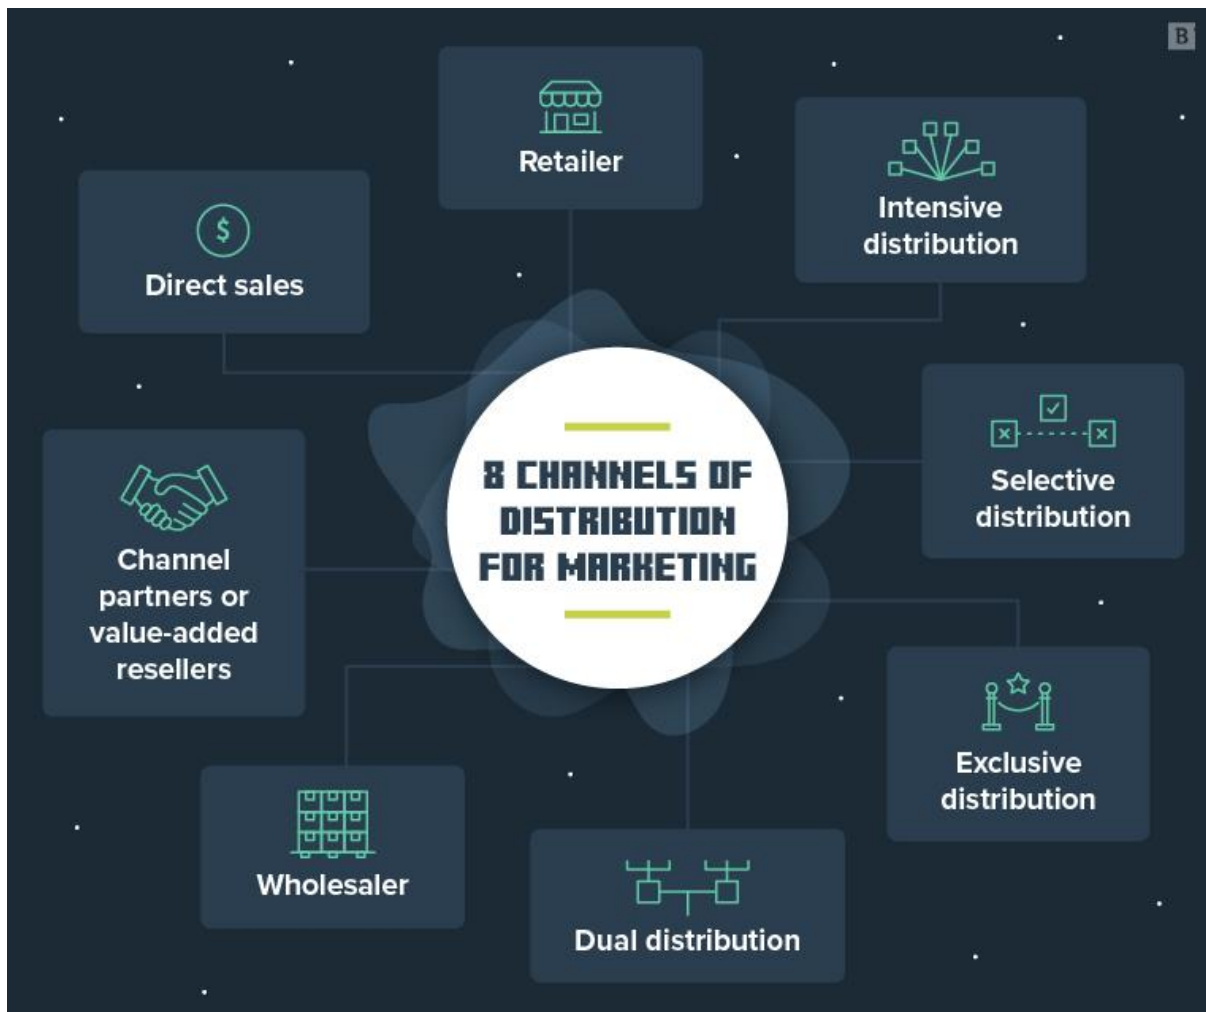 B
Retailer
Intensive
distribution
Direct sales
$
Selective
distribution
8 CHANNELS OF
DISTRIBUTION
FOR MARKETING
Channel
partners or
value-added
resellers
Exclusive
distribution
Wholesaler
Dual distribution